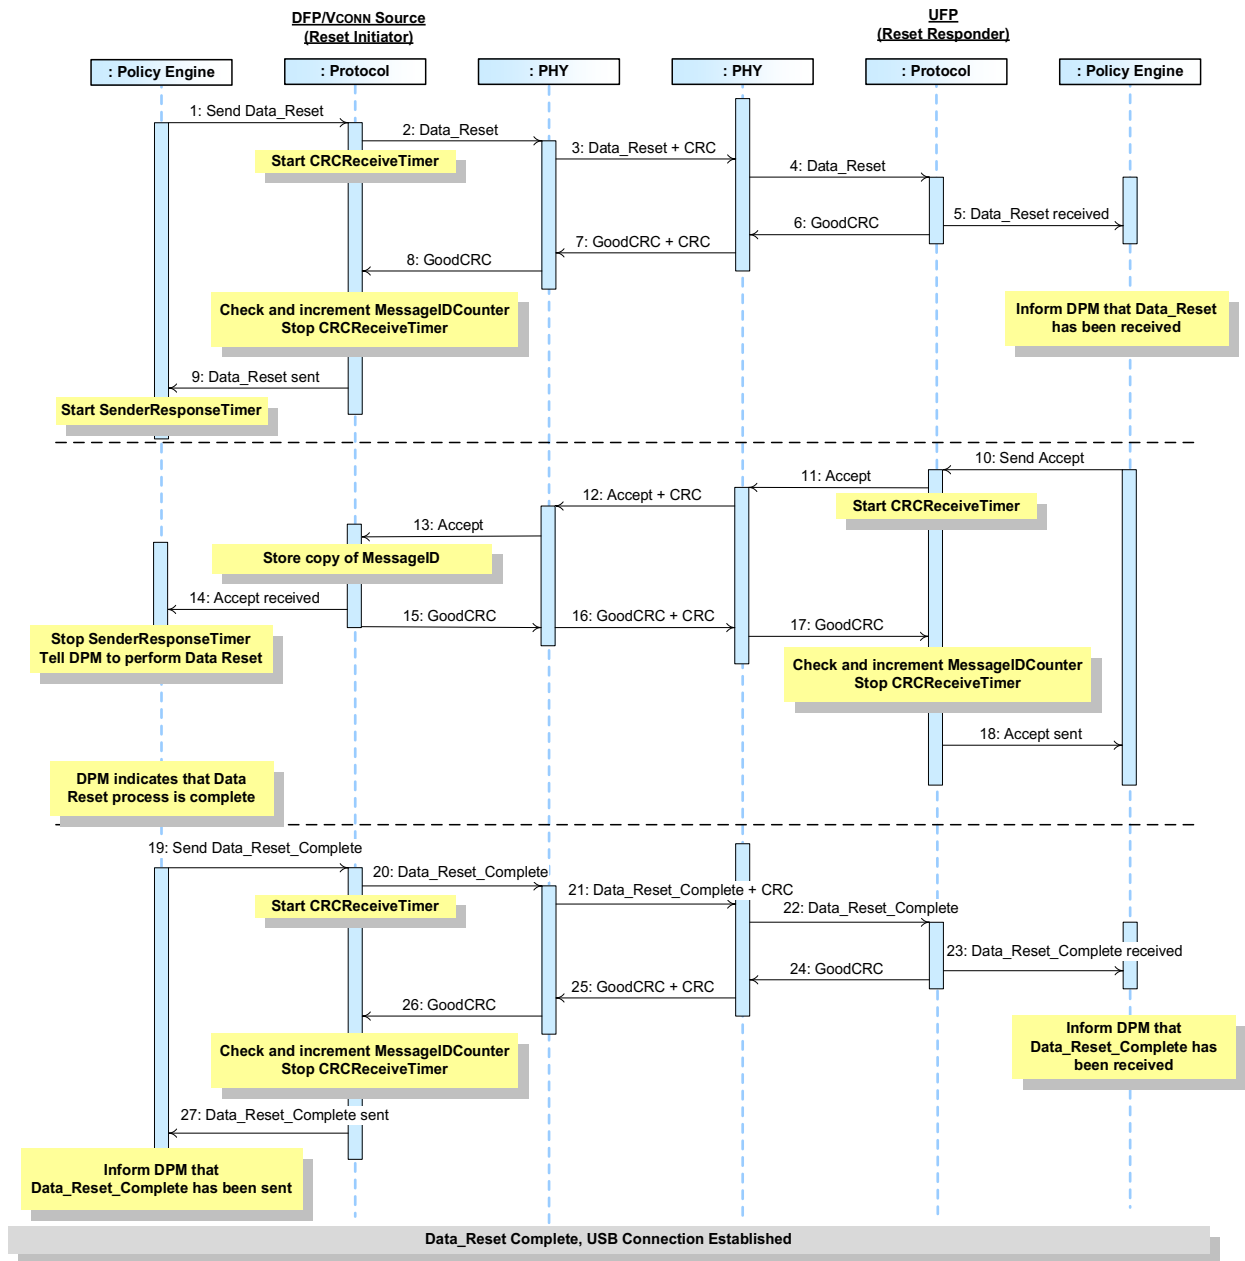 DFP/VCONN Source
(Reset Initiator)
UFP
(Reset Responder)
: Policy Engine
: Protocol
: PHY
: PHY
: Protocol
: Policy Engine
1: Send Data_Reset
2: Data_Reset
Start CRCReceiveTimer
3: Data_Reset + CRC
4: Data_Reset
5: Data_Reset received
6: GoodCRC
7: GoodCRC + CRC
8: GoodCRC
Check and increment MessageIDCounter
Stop CRCReceiveTimer
Inform DPM that Data_Reset
has been received
9: Data_Reset sent
Start SenderResponseTimer
10: Send Accept
11: Accept
Start CRCReceiveTimer
12: Accept + CRC
13: Accept
Store copy of MessageID
14: Accept received
15: GoodCRC
16: GoodCRC + CRC
17: GoodCRC
Stop SenderResponseTimer
Tell DPM to perform Data Reset
Check and increment MessageIDCounter
Stop CRCReceiveTimer
18: Accept sent
DPM indicates that Data
Reset process is complete
19: Send Data_Reset_Complete
20: Data_Reset_Complete
Start CRCReceiveTimer
21: Data_Reset_Complete + CRC
22: Data_Reset_Complete
23: Data_Reset_Complete received
24: GoodCRC
25: GoodCRC + CRC
26: GoodCRC
Check and increment MessageIDCounter
Stop CRCReceiveTimer
Inform DPM that
Data_Reset_Complete has
been received
27: Data_Reset_Complete sent
Inform DPM that
Data_Reset_Complete has been sent
Data_Reset Complete, USB Connection Established